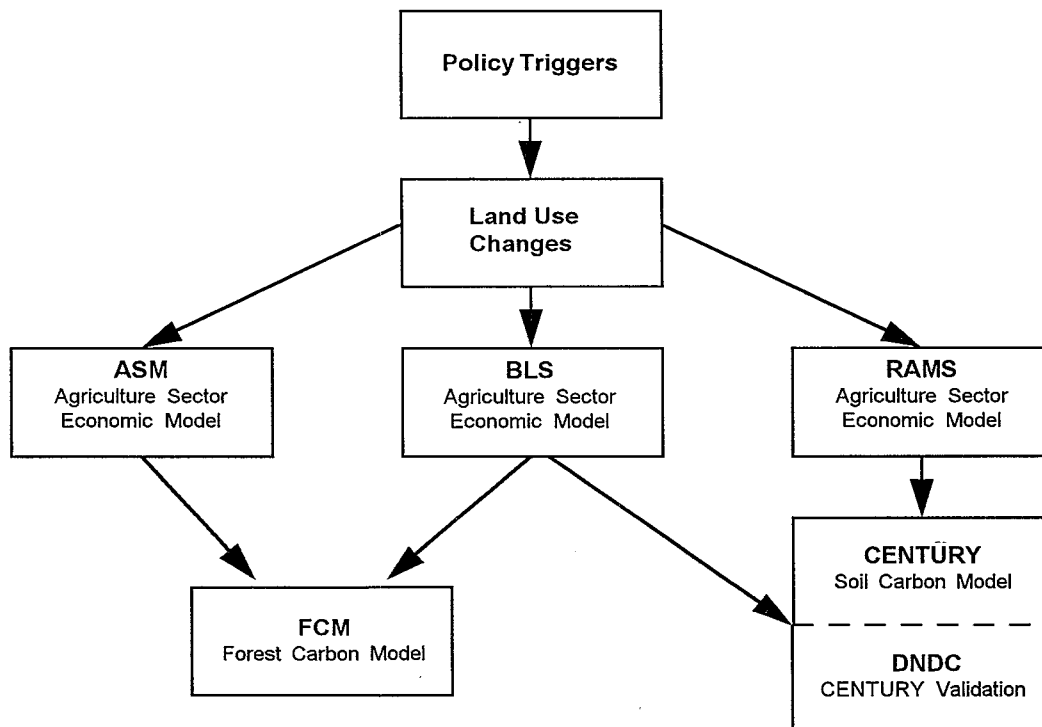 Policy Triggers
Land Use
Changes
ASM
Agriculture Sector
Economic Model
BLS
Agriculture Sector
Economic Model
RAMS
Agriculture Sector
Economic Model
CENTURY
Soil Carbon Model
FCM
Forest Carbon Model
DNDC
CENTURY Validation